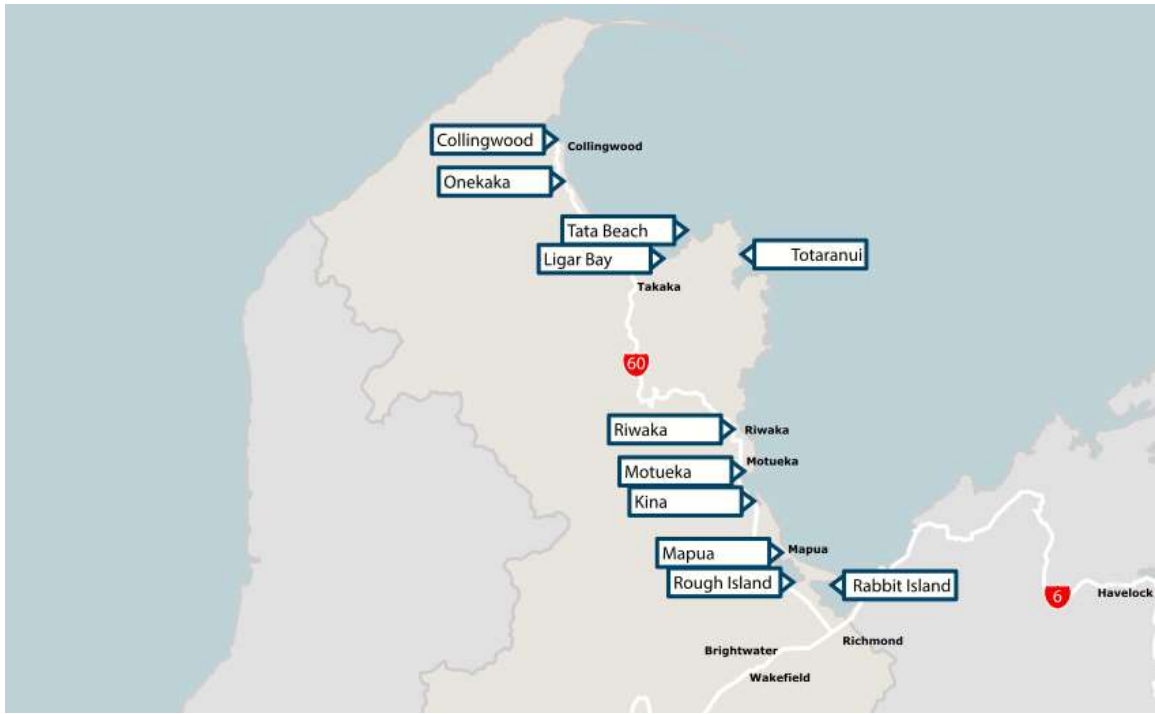 Collingwood
Collingwood
Onekaka
Tata Beach
Totaranui
Ligar Bay
Takaka
60
Riwaka
Riwaka
Motueka
Motueka
Kina
Mapua
Mapua
Rough Island
Rabbit Island
6
Havelock
Richmond
Brightwater
Wakefield